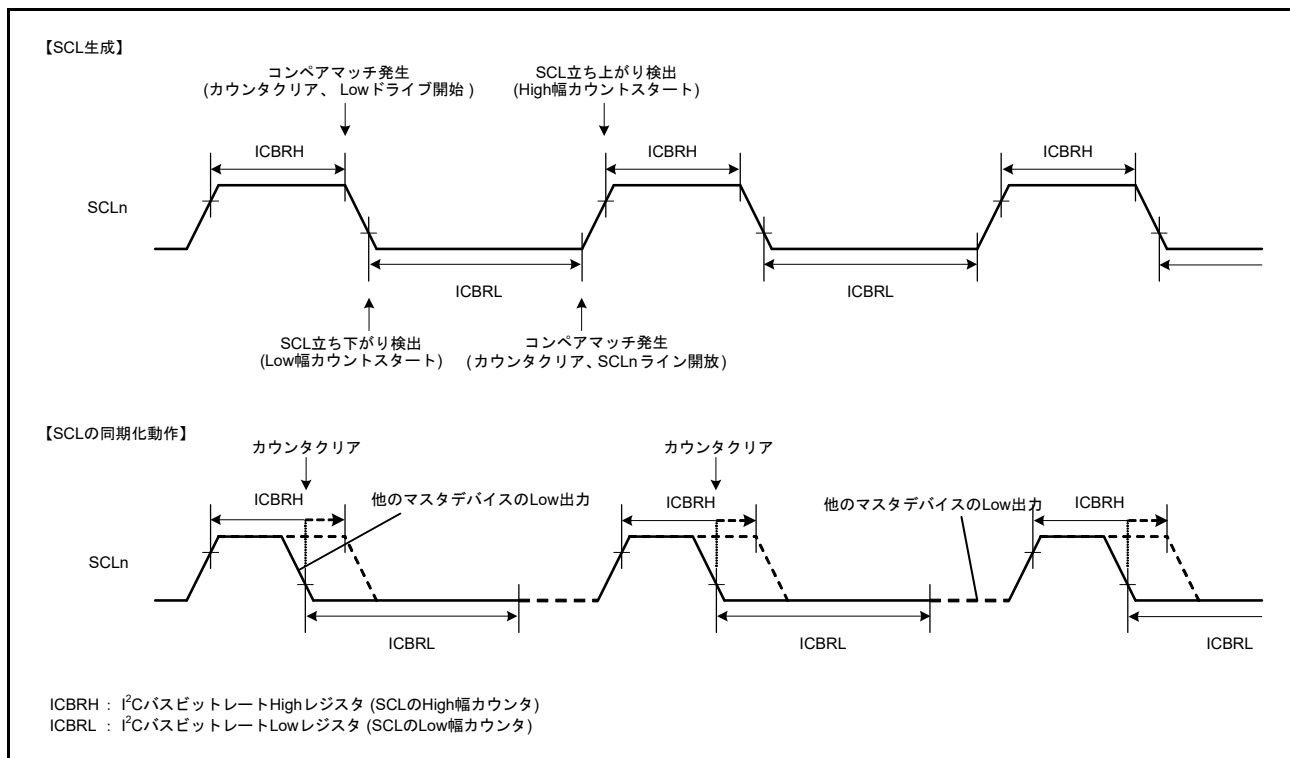 【SCL生成】
コンペアマッチ発生
(カウンタクリア、 Lowドライブ開始 )
SCL立ち上がり検出
(High幅カウントスタート)
ICBRH
ICBRH
ICBRH
SCLn
ICBRL
ICBRL
SCL立ち下がり検出
(Low幅カウントスタート)
コンペアマッチ発生
(カウンタクリア、SCLnライン開放)
【SCLの同期化動作】
カウンタクリア
カウンタクリア
ICBRH
他のマスタデバイスのLow出力
ICBRH
他のマスタデバイスのLow出力
ICBRH
SCLn
ICBRL
ICBRL
ICBRL
ICBRH : I²CバスビットレートHighレジスタ (SCLのHigh幅カウンタ)
ICBRL : I²CバスビットレートLowレジスタ (SCLのLow幅カウンタ)